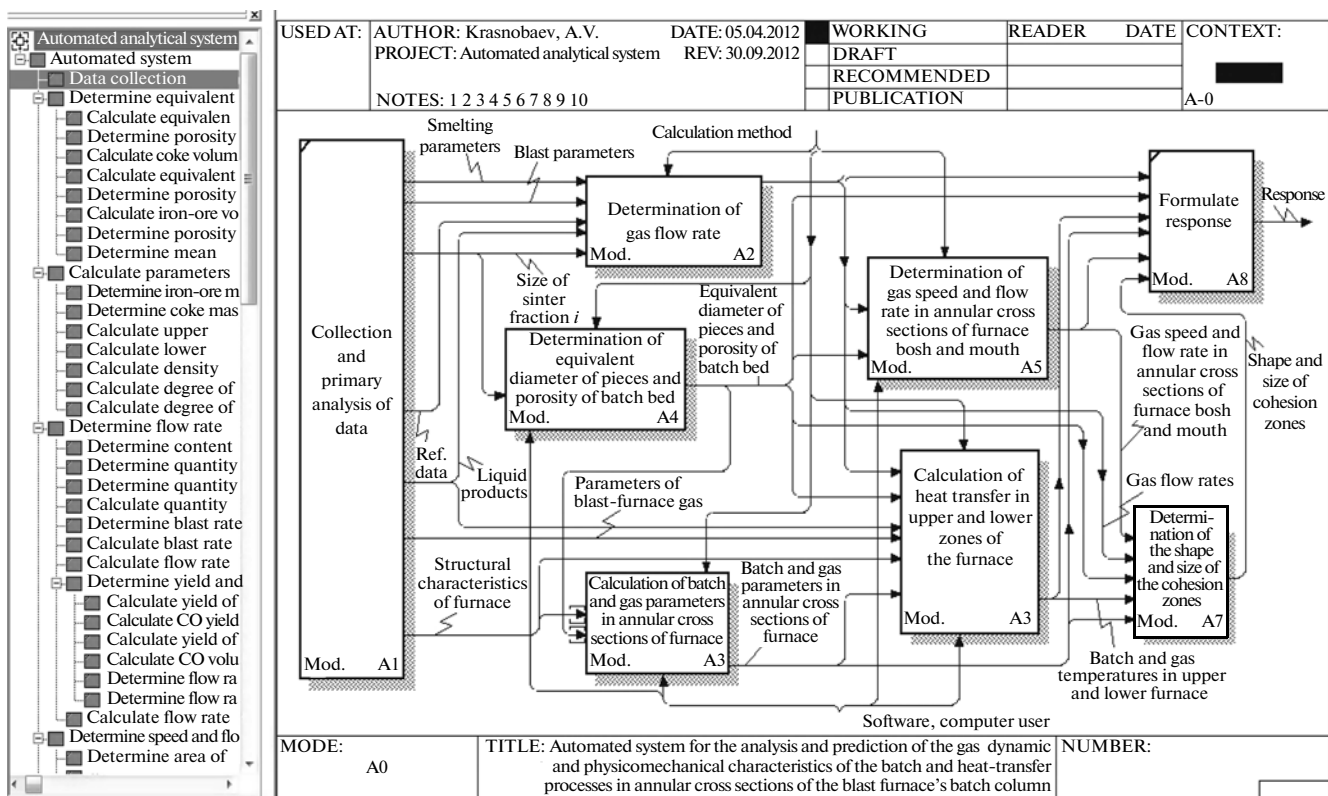 Automated analytical system
Automated system
Data collection
Determine equivalent
Calculate equivalen
Determine porosity
Calculate coke volum
Calculate equivalent
Determine porosity
Calculate iron-ore vo
Determine porosity
Determine mean
Calculate parameters
Determine iron-ore m
Determine coke mas
Calculate upper
Calculate lower
Calculate density
Calculate degree of
Calculate degree of
Determine flow rate
Determine content
Determine quantity
Determine quantity
Calculate quantity
Determine blast rate
Calculate blast rate
Calculate flow rate
Determine yield and
Calculate yield of
Calculate CO yield
Calculate yield of
Calculate CO volu
Determine flow ra
Determine flow ra
Calculate flow rate
Determine speed and flo
Determine area of
USED AT:
AUTHOR: Krasnobaev, A.V.
DATE: 05.04.2012
PROJECT: Automated analytical system
REV: 30.09.2012
NOTES: 1 2 3 4 5 6 7 8 9 10
WORKING
DRAFT
RECOMMENDED
PUBLICATION
READER
DATE
CONTEXT:
A-0
Smelting
parameters
Blast parameters
Calculation method
Collection
and
primary
analysis of
data
Mod. A1
Determination of
gas flow rate
Mod. A2
Size of
sinter
fraction i
Equivalent
diameter of
pieces and
porosity of
batch bed
Determination of
equivalent
diameter of pieces and
porosity of batch bed
Mod. A4
Determination of
gas speed and flow
rate in annular cross
sections of furnace
bosh and mouth
Mod. A5
Formulate
response
Mod. A8
Response
Gas speed and
flow rate in
annular cross
sections of
furnace bosh
and mouth
Shape and
size of
cohesion
zones
Ref.
data
Liquid
products
Parameters of
blast-furnace gas
Calculation of
heat transfer in
upper and lower
zones of
the furnace
Mod. A3
Gas flow rates
Determi-
nation of
the shape
and size of
the cohesion
zones
Mod. A7
Structural
characteristics
of furnace
Calculation of batch
and gas parameters
in annular cross
sections of furnace
Mod. A3
Batch and gas
parameters in
annular cross
sections of
furnace
Batch and gas
temperatures in upper
and lower furnace
Software, computer user
MODE:
A0
TITLE: Automated system for the analysis and prediction of the gas dynamic
and physicomechanical characteristics of the batch and heat-transfer
processes in annular cross sections of the blast furnace's batch column
NUMBER: